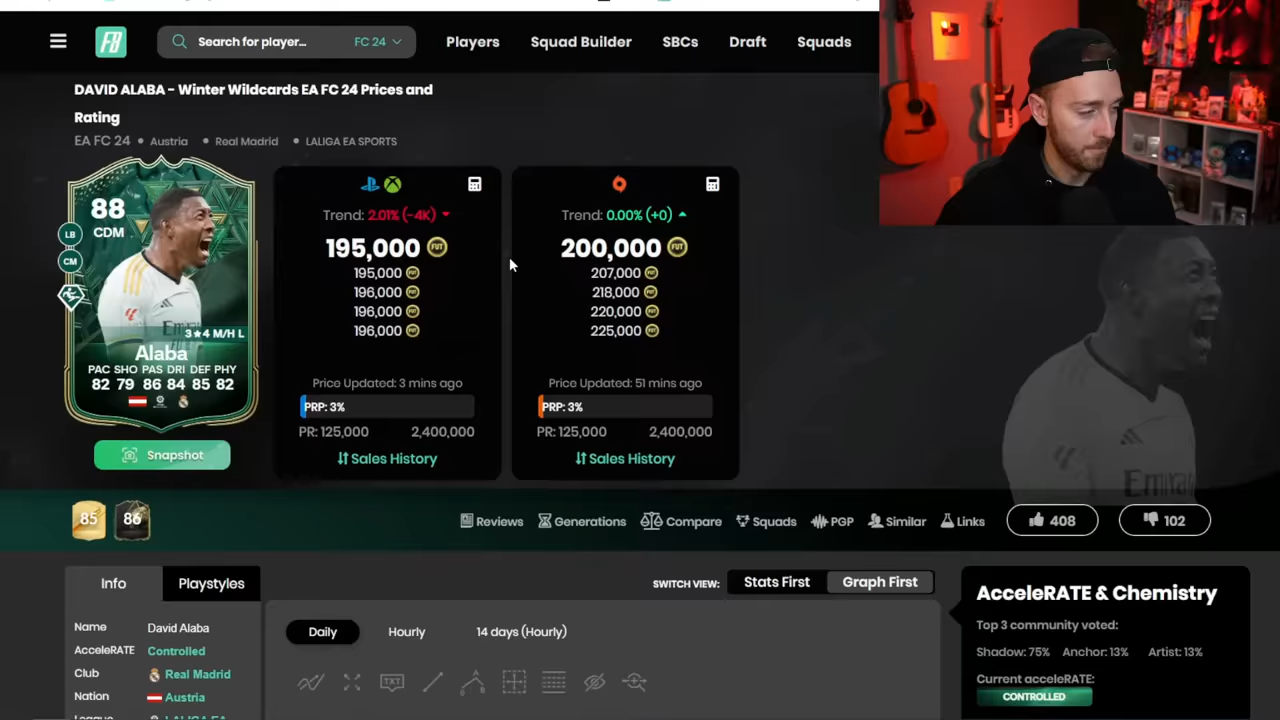 FB
Search for player...
FC 24
Players
Squad Builder
SBCs
Draft
Squads
DAVID ALABA - Winter Wildcards EA FC 24 Prices and
Rating
EA FC 24 • Austria • Real Madrid • LALIGA EA SPORTS
88
CDM
LB
CM
3★4 M/H L
Alaba
PAC SHO PAS DRI DEF PHY
82 79 86 84 85 82
Snapshot
Trend: 2.01% (-4K)
195,000 FUT
195,000
196,000
196,000
196,000
Price Updated: 3 mins ago
PRP: 3%
PR: 125,000 2,400,000
Sales History
Trend: 0.00% (+0)
200,000 FUT
207,000
218,000
220,000
225,000
Price Updated: 51 mins ago
PRP: 3%
PR: 125,000 2,400,000
Sales History
85
86
Reviews
Generations
Compare
Squads
PGP
Similar
Links
408
102
Info
Playstyles
SWITCH VIEW:
Stats First
Graph First
Name David Alaba
AcceleRATE Controlled
Club Real Madrid
Nation Austria
Daily
Hourly
14 days (Hourly)
TXT
AcceleRATE & Chemistry
Top 3 community voted:
Shadow: 75% Anchor: 13% Artist: 13%
Current acceleRATE:
CONTROLLED